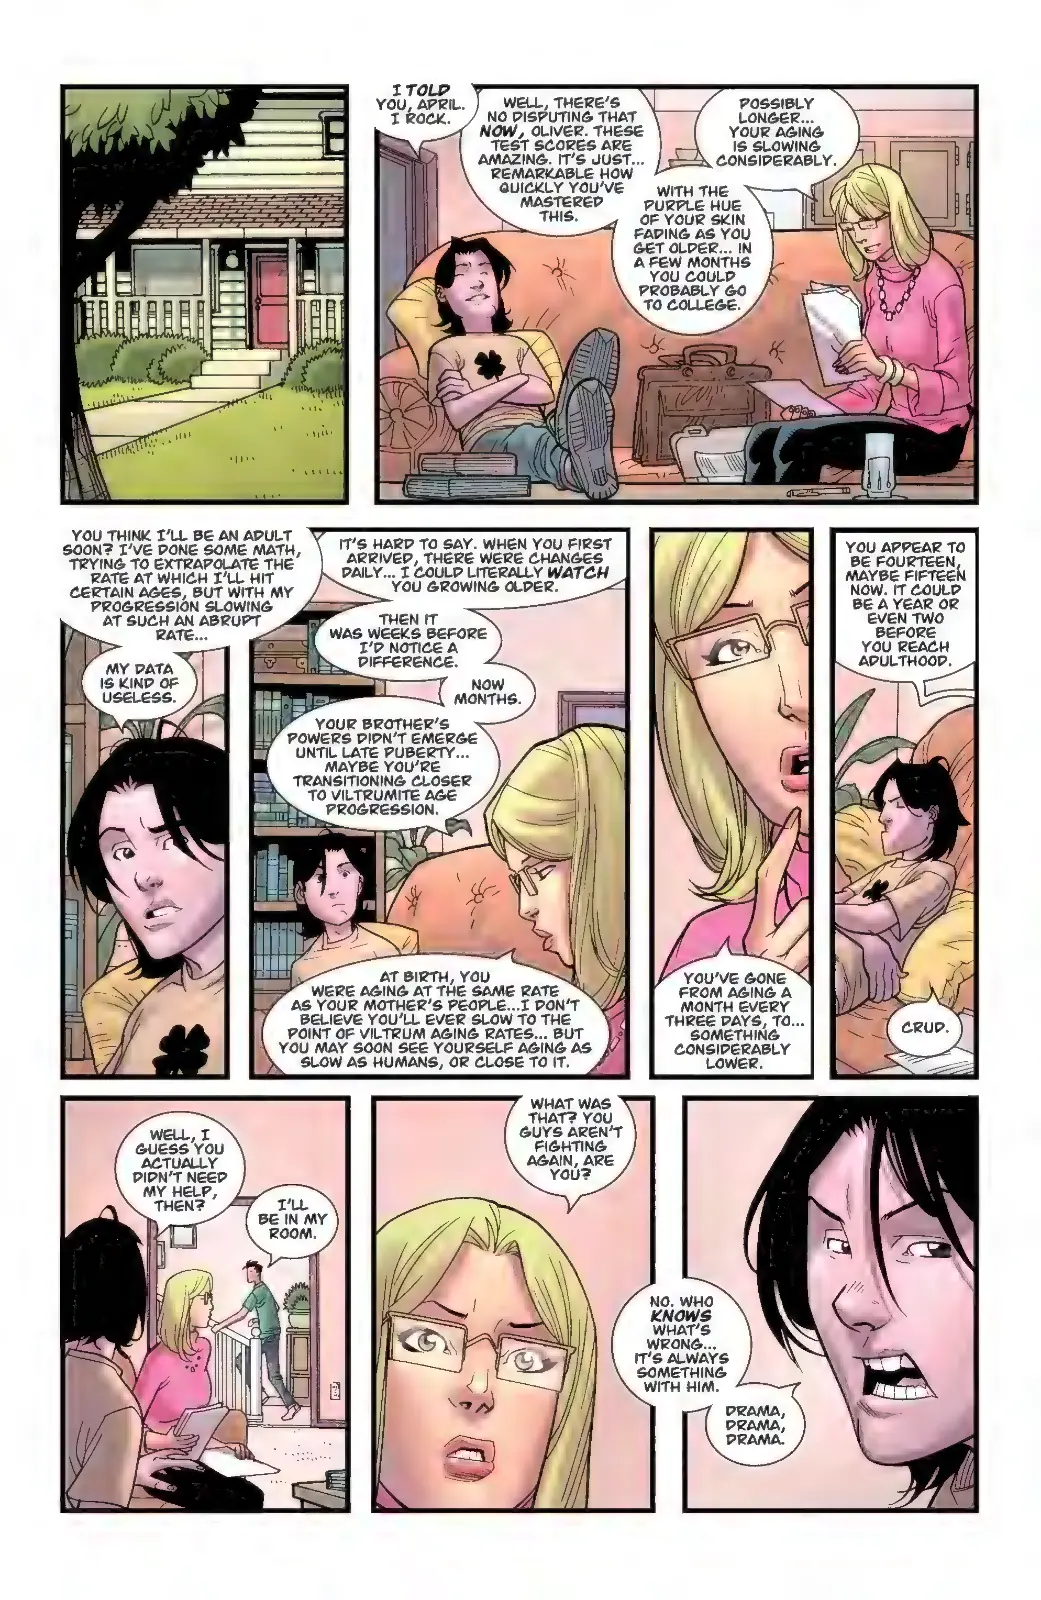 I TOLD
YOU, APRIL.
I ROCK.
WELL, THERE'S
NO DISPUTING THAT
NOW, OLIVER. THESE
TEST SCORES ARE
AMAZING. IT'S JUST...
REMARKABLE HOW
QUICKLY YOU'VE
MASTERED
THIS.
WITH THE
PURPLE HUE
OF YOUR SKIN
FADING AS YOU
GET OLDER... IN
A FEW MONTHS
YOU COULD
PROBABLY GO
TO COLLEGE.
POSSIBLY
LONGER...
YOUR AGING
IS SLOWING
CONSIDERABLY.
YOU THINK I'LL BE AN ADULT
SOON? I'VE DONE SOME MATH,
TRYING TO EXTRAPOLATE THE
RATE AT WHICH I'LL HIT
CERTAIN AGES, BUT WITH MY
PROGRESSION SLOWING
AT SUCH AN ABRUPT
RATE...
MY DATA
IS KIND OF
USELESS.
IT'S HARD TO SAY. WHEN YOU FIRST
ARRIVED, THERE WERE CHANGES
DAILY... I COULD LITERALLY WATCH
YOU GROWING OLDER.
THEN IT
WAS WEEKS BEFORE
I'D NOTICE A
DIFFERENCE.
NOW
MONTHS.
YOUR BROTHER'S
POWERS DIDN'T EMERGE
UNTIL LATE PUBERTY...
MAYBE YOU'RE
TRANSITIONING CLOSER
TO VILTRUMITE AGE
PROGRESSION.
AT BIRTH, YOU
WERE AGING AT THE SAME RATE
AS YOUR MOTHER'S PEOPLE...I DON'T
BELIEVE YOU'LL EVER SLOW TO THE
POINT OF VILTRUM AGING RATES... BUT
YOU MAY SOON SEE YOURSELF AGING AS
SLOW AS HUMANS, OR CLOSE TO IT.
YOU'VE GONE
FROM AGING A
MONTH EVERY
THREE DAYS, TO...
SOMETHING
CONSIDERABLY
LOWER.
YOU APPEAR TO
BE FOURTEEN,
MAYBE FIFTEEN
NOW. IT COULD
BE A YEAR OR
EVEN TWO
BEFORE
YOU REACH
ADULTHOOD.
CRUD.
WELL, I
GUESS YOU
ACTUALLY
DIDN'T NEED
MY HELP,
THEN?
I'LL
BE IN MY
ROOM.
WHAT WAS
THAT? YOU
GUYS AREN'T
FIGHTING
AGAIN, ARE
YOU?
NO. WHO
KNOWS
WHAT'S
WRONG...
IT'S ALWAYS
SOMETHING
WITH HIM.
DRAMA,
DRAMA,
DRAMA.